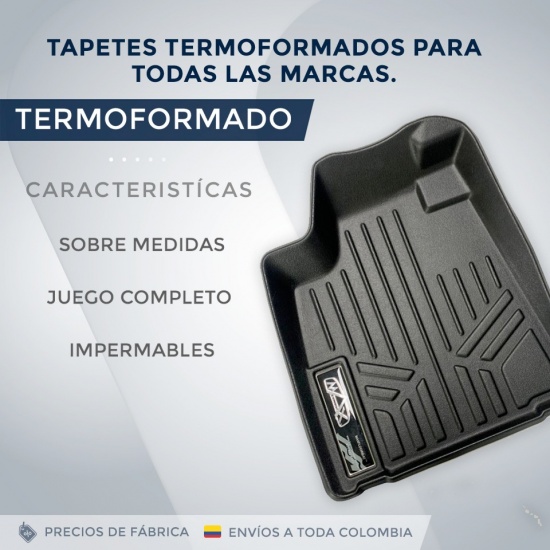 TAPETES TERMOFORMADOS PARA
TODAS LAS MARCAS.
TERMOFORMADO
CARACTERISTÍCAS
SOBRE MEDIDAS
JUEGO COMPLETO
IMPERMABLES
PRECIOS DE FÁBRICA
ENVÍOS A TODA COLOMBIA